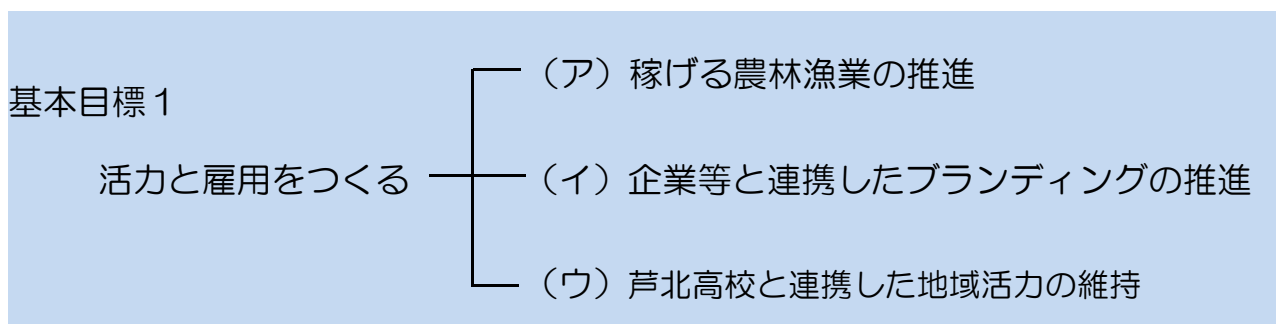 基本目標１
活力と雇用をつくる
（ア）稼げる農林漁業の推進
（イ）企業等と連携したブランディングの推進
（ウ）芦北高校と連携した地域活力の維持